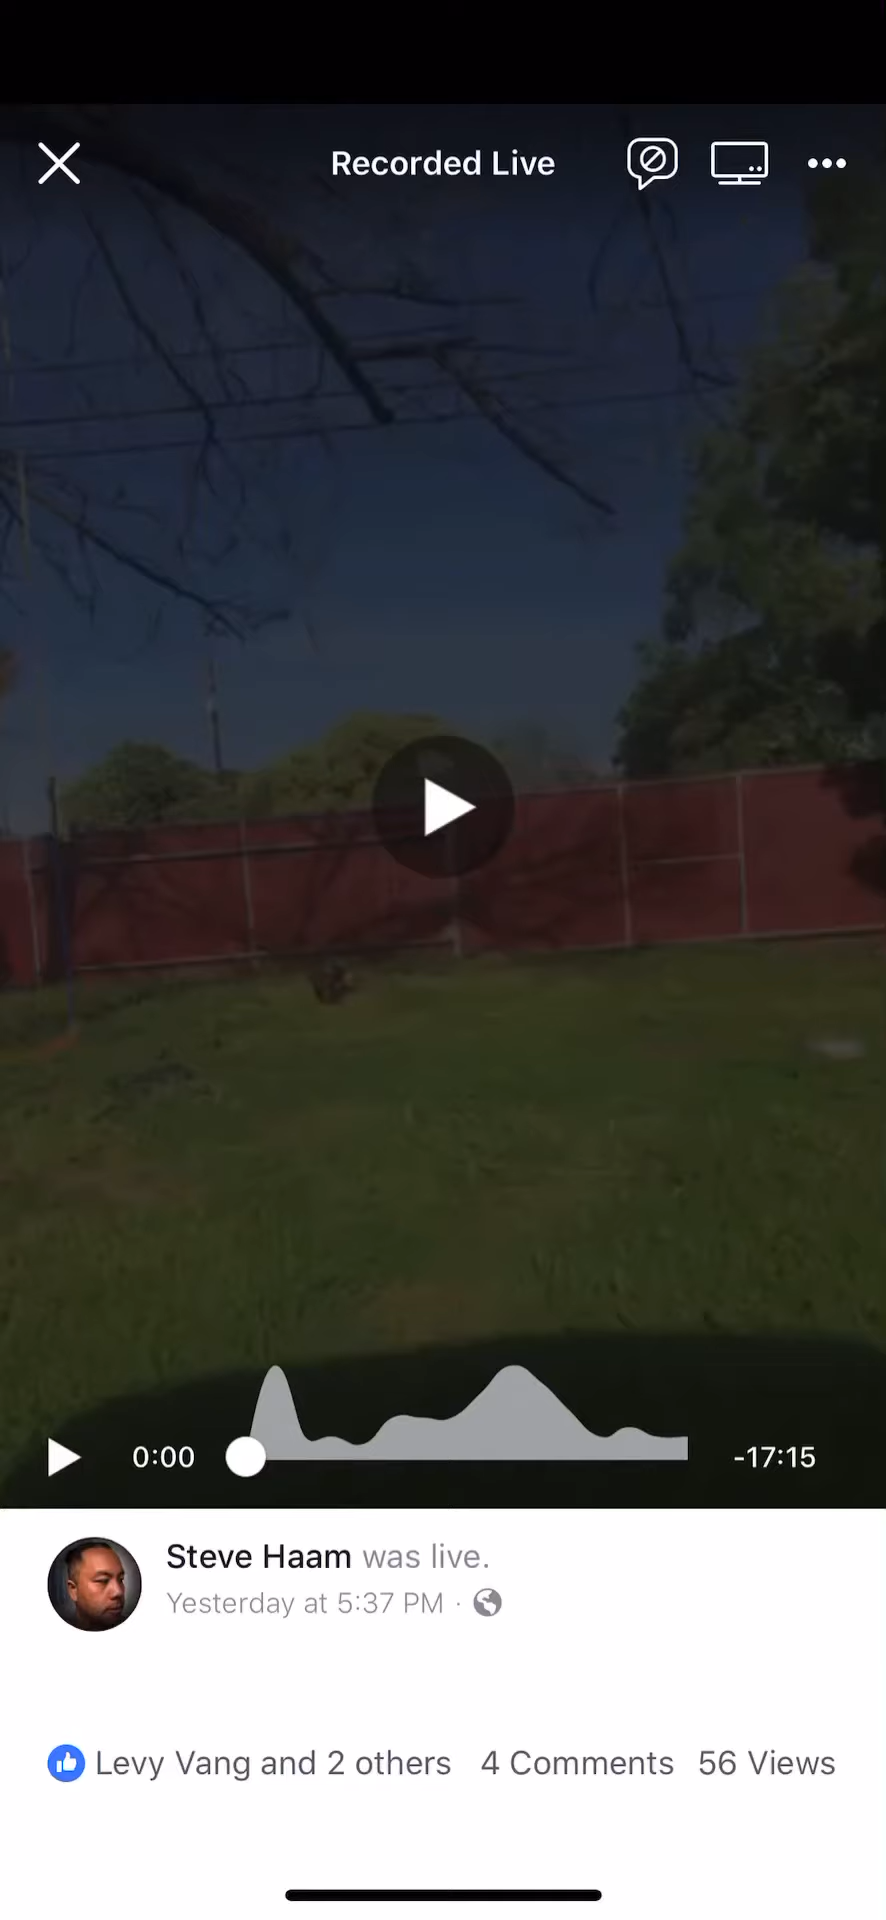 Recorded Live
0:00
-17:15
Steve Haam was live.
Yesterday at 5:37 PM ·
Levy Vang and 2 others 4 Comments 56 Views